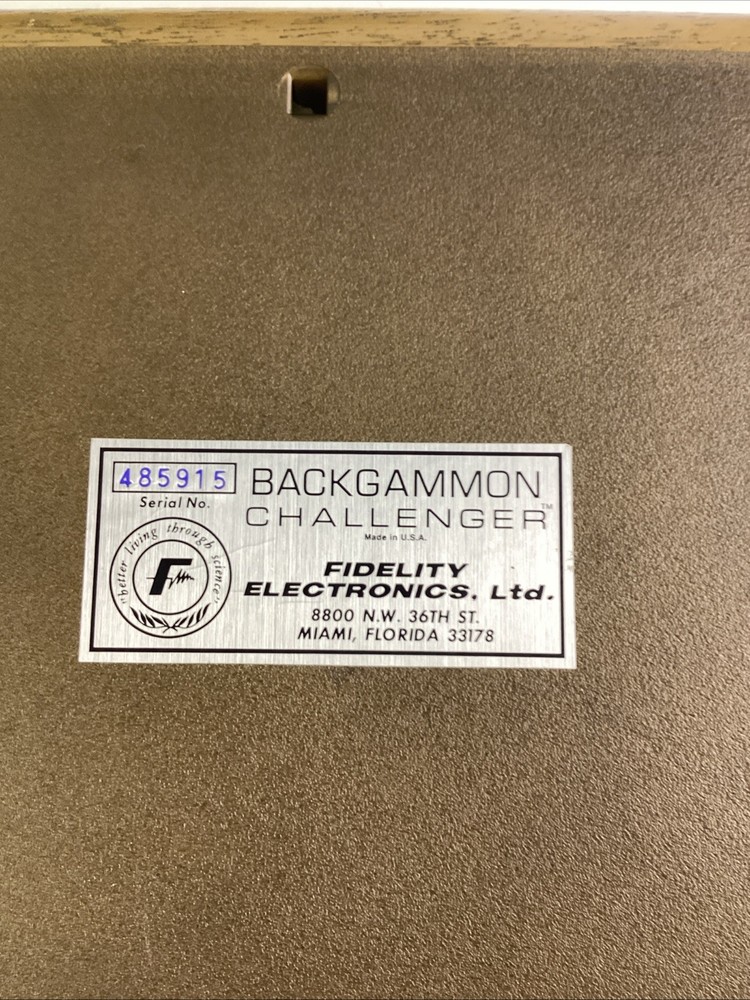 485915
Serial No.
BACKGAMMON
CHALLENGER™
Made in U.S.A.
"better living through science"
F
FIDELITY
ELECTRONICS, Ltd.
8800 N.W. 36TH ST.
MIAMI, FLORIDA 33178